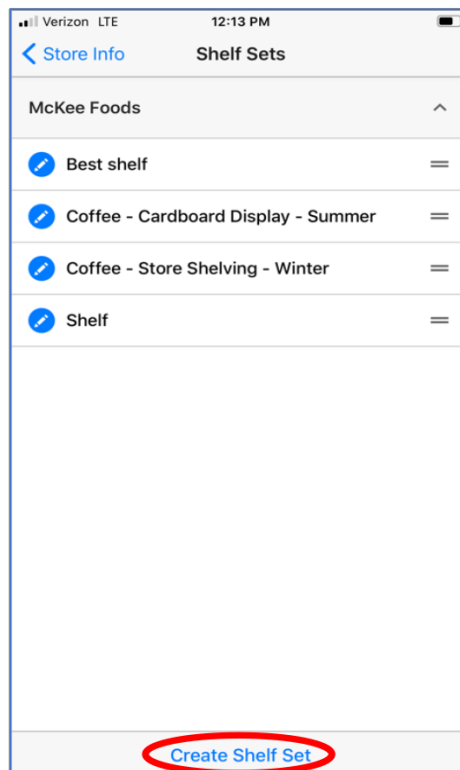 Verizon LTE 12:13 PM
Store Info Shelf Sets
McKee Foods
Best shelf
Coffee - Cardboard Display - Summer
Coffee - Store Shelving - Winter
Shelf
Create Shelf Set